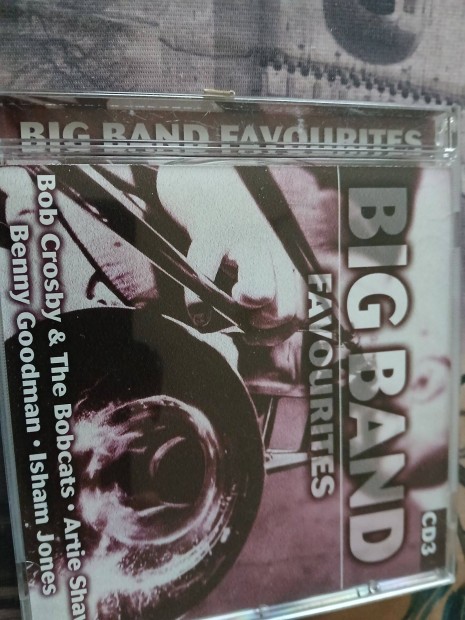 BIG BAND FAVOURITES
CD3
BIG BAND
FAVOURITES
Bob Crosby & The Bobcats • Artie Shaw
Benny Goodman • Isham Jones